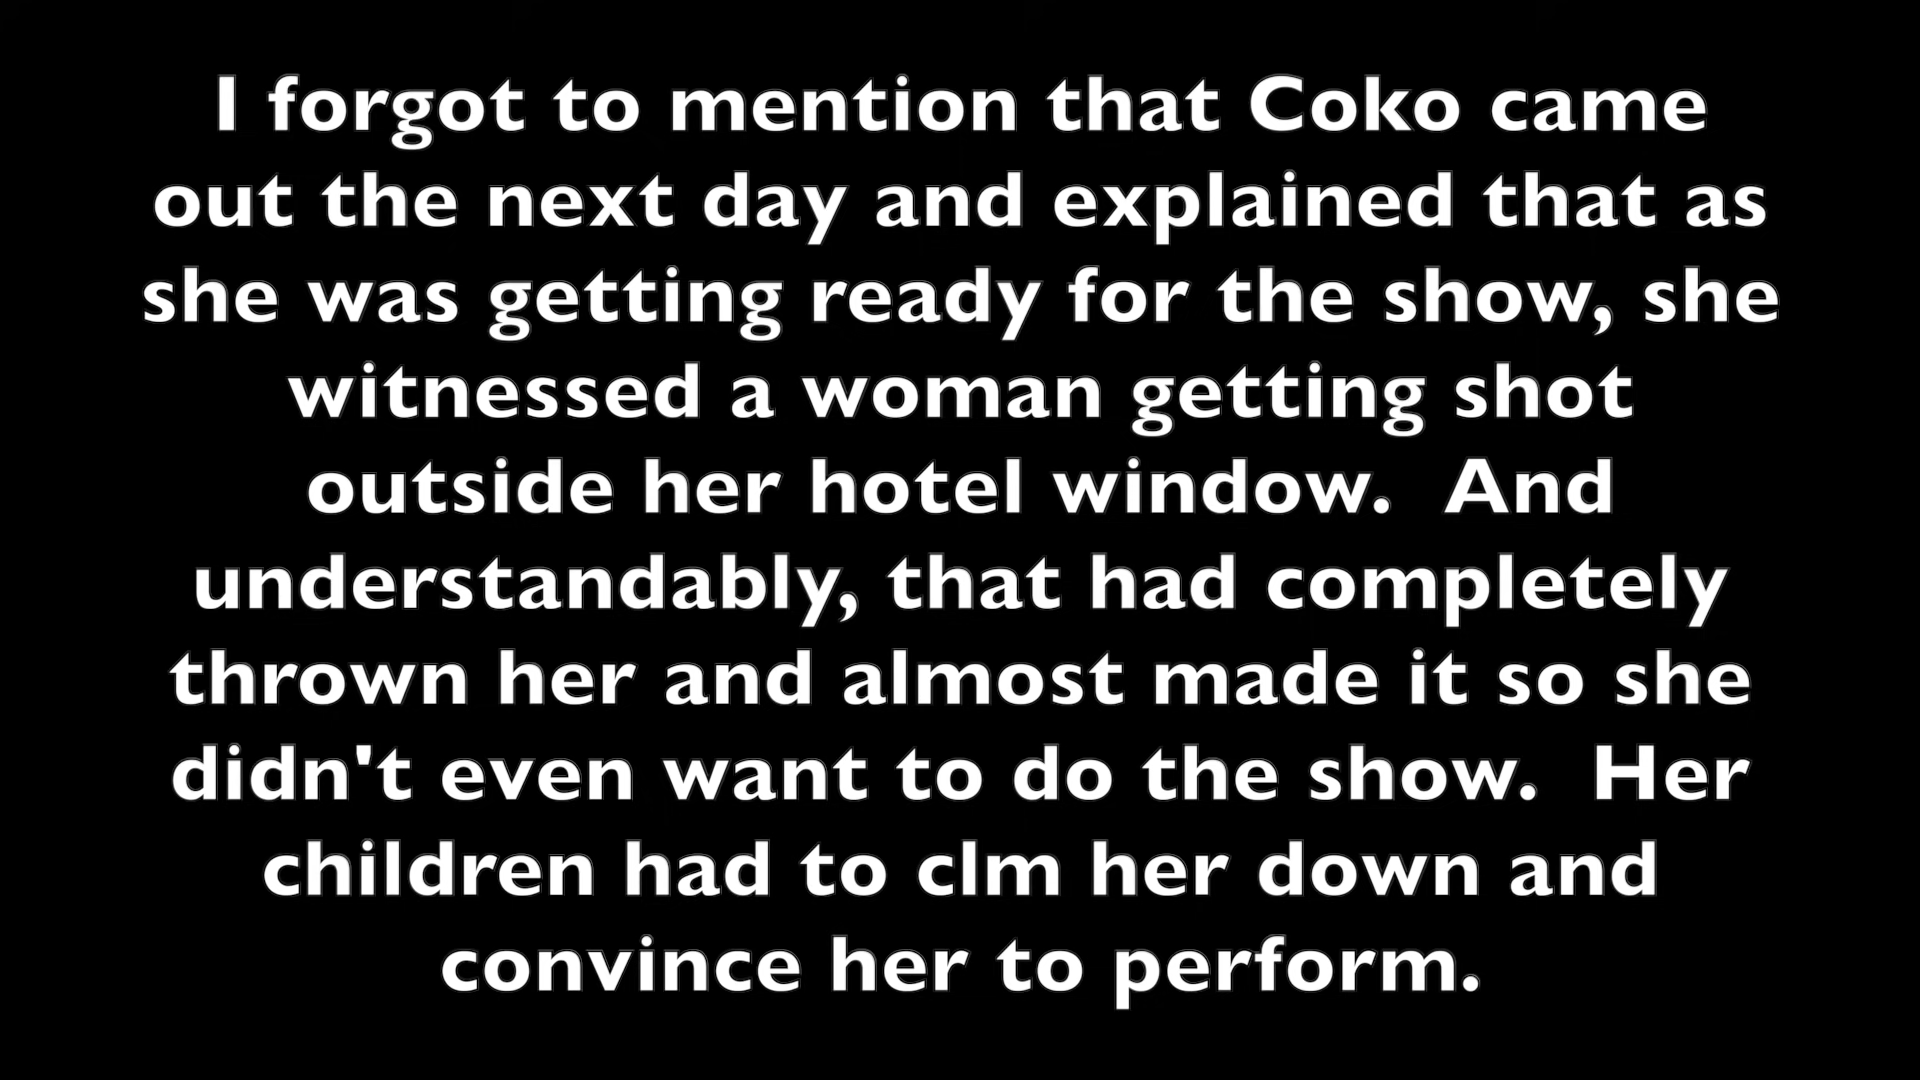 I forgot to mention that Coko came
out the next day and explained that as
she was getting ready for the show, she
witnessed a woman getting shot
outside her hotel window.  And
understandably, that had completely
thrown her and almost made it so she
didn't even want to do the show.  Her
children had to clm her down and
convince her to perform.